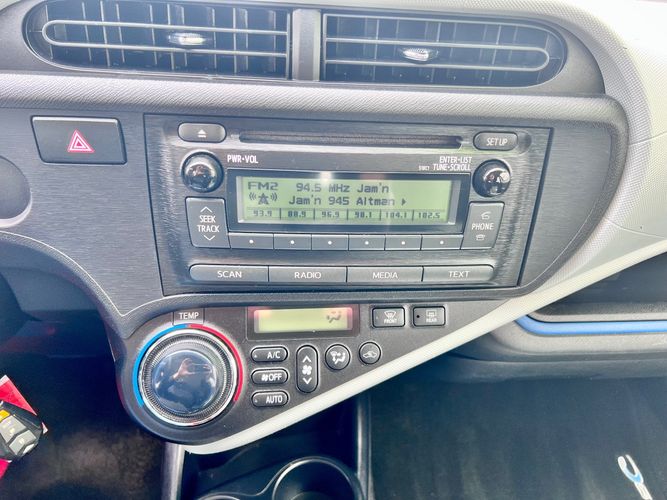 SET UP
PWR•VOL
ENTER•LIST
51BC1 TUNE•SCROLL
FM2 94.5 MHz Jam'n
Jam'n 945 Altman
93.9 88.9 96.9 98.1 104.1 102.5
SEEK
TRACK
PHONE
SCAN RADIO MEDIA TEXT
TEMP
FRONT REAR
A/C
OFF
AUTO